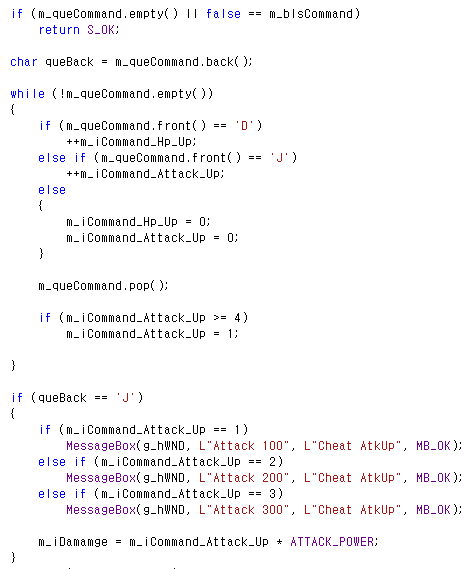 if (m_queCommand.empty() || false == m_bIsCommand)
    return S_OK;

char queBack = m_queCommand.back();

while (!m_queCommand.empty())
{
    if (m_queCommand.front() == 'D')
        ++m_iCommand_Hp_Up;
    else if (m_queCommand.front() == 'J')
        ++m_iCommand_Attack_Up;
    else
    {
        m_iCommand_Hp_Up = 0;
        m_iCommand_Attack_Up = 0;
    }

    m_queCommand.pop();

    if (m_iCommand_Attack_Up >= 4)
        m_iCommand_Attack_Up = 1;

}

if (queBack == 'J')
{
    if (m_iCommand_Attack_Up == 1)
        MessageBox(g_hWND, L"Attack 100", L"Cheat AtkUp", MB_OK);
    else if (m_iCommand_Attack_Up == 2)
        MessageBox(g_hWND, L"Attack 200", L"Cheat AtkUp", MB_OK);
    else if (m_iCommand_Attack_Up == 3)
        MessageBox(g_hWND, L"Attack 300", L"Cheat AtkUp", MB_OK);

    m_iDamamge = m_iCommand_Attack_Up * ATTACK_POWER;
}